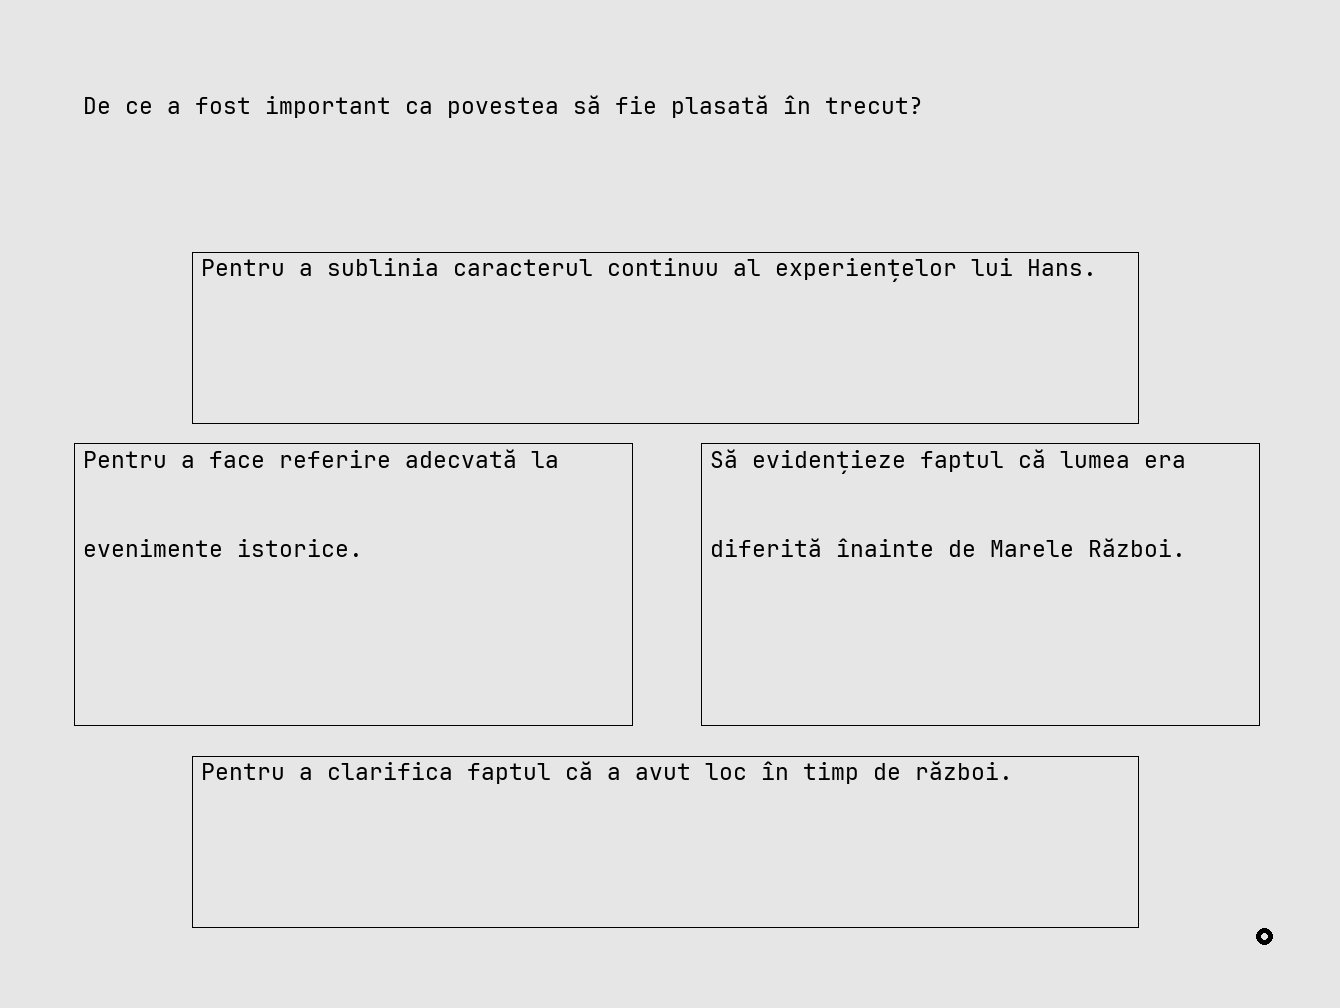 De ce a fost important ca povestea să fie plasată în trecut?
Pentru a sublinia caracterul continuu al experiențelor lui Hans.
Pentru a face referire adecvată la
evenimente istorice.
Să evidențieze faptul că lumea era
diferită înainte de Marele Război.
Pentru a clarifica faptul că a avut loc în timp de război.